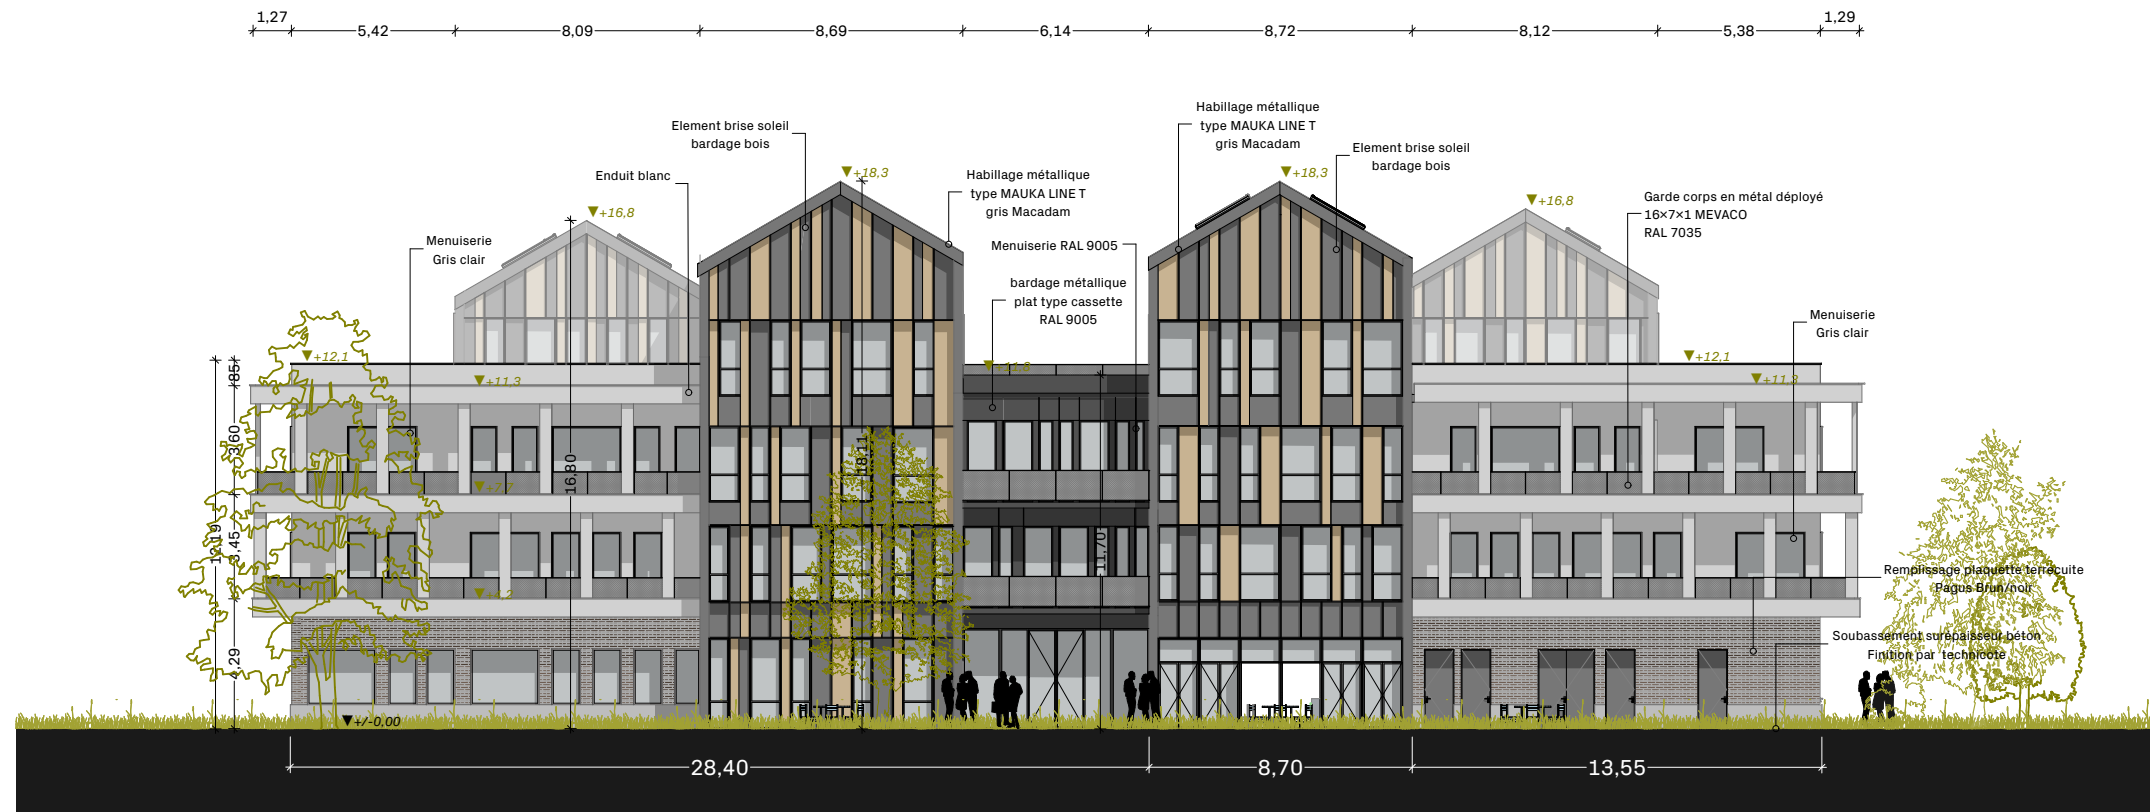 1,27
5,42
8,09
8,69
6,14
8,72
8,12
5,38
1,29
Habillage métallique
type MAUKA LINE T
gris Macadam
Element brise soleil
bardage bois
Element brise soleil
bardage bois
Enduit blanc
+18,3
Habillage métallique
type MAUKA LINE T
gris Macadam
+18,3
Garde corps en métal déployé
16×7×1 MEVACO
RAL 7035
+16,8
+16,8
Menuiserie
Gris clair
Menuiserie RAL 9005
bardage métallique
plat type cassette
RAL 9005
Menuiserie
Gris clair
+12,1
+11,3
+11,8
+12,1
+11,3
85
3,60
16,80
18,11
+7,7
12,19
3,45
11,70
Remplissage plaquette terrecuite
Pagus Brun/noir
Soubassement surépaisseur béton
Finition par technicote
+/-0,00
28,40
8,70
13,55